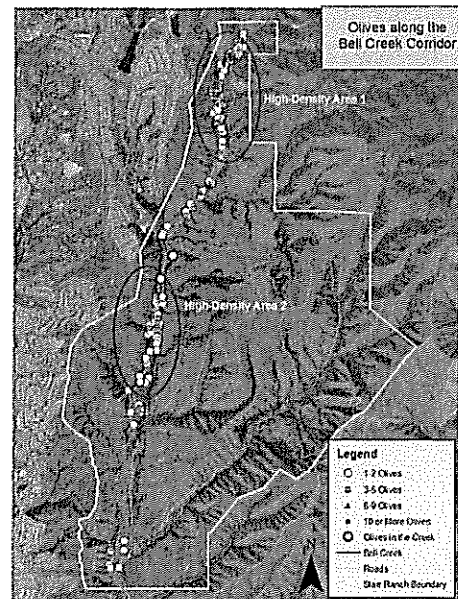 Olives along the
Bell Creek Corridor
High-Density Area 1
High-Density Area 2
Legend
1-2 Olives
3-5 Olives
6-9 Olives
10 or More Olives
Olives in the Creek
Bell Creek
Roads
Starr Ranch Boundary
N